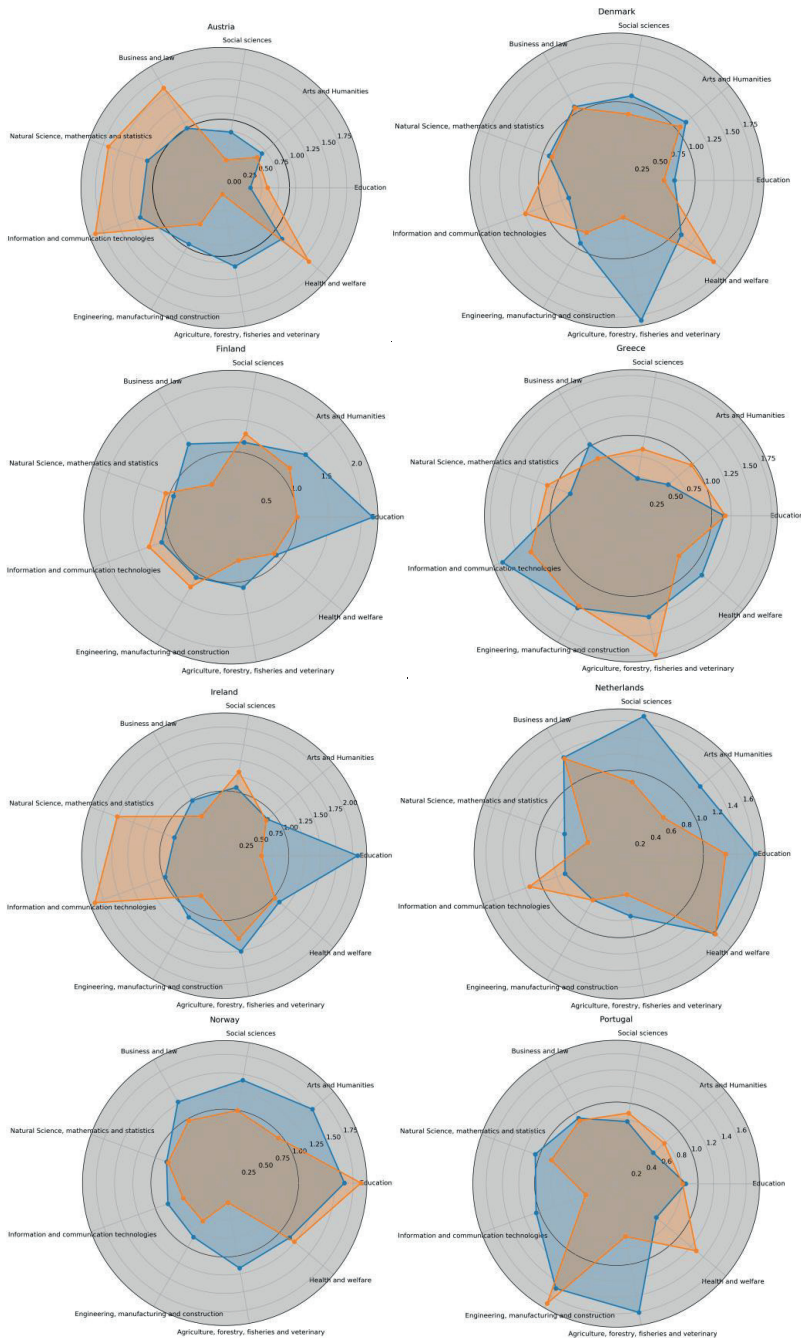 Austria
Social sciences
Business and law
Arts and Humanities
Natural Science, mathematics and statistics
1.75
1.50
1.25
1.00
0.75
0.50
0.25
0.00
Education
Information and communication technologies
Health and welfare
Engineering, manufacturing and construction
Agriculture, forestry, fisheries and veterinary
Denmark
Social sciences
Business and law
Arts and Humanities
Natural Science, mathematics and statistics
1.75
1.50
1.25
1.00
0.75
0.50
0.25
Education
Information and communication technologies
Health and welfare
Engineering, manufacturing and construction
Agriculture, forestry, fisheries and veterinary
Finland
Social sciences
Business and law
Arts and Humanities
Natural Science, mathematics and statistics
2.0
1.5
1.0
0.5
Education
Information and communication technologies
Health and welfare
Engineering, manufacturing and construction
Agriculture, forestry, fisheries and veterinary
Greece
Social sciences
Business and law
Arts and Humanities
Natural Science, mathematics and statistics
1.75
1.50
1.25
1.00
0.75
0.50
0.25
Education
Information and communication technologies
Health and welfare
Engineering, manufacturing and construction
Agriculture, forestry, fisheries and veterinary
Ireland
Social sciences
Business and law
Arts and Humanities
Natural Science, mathematics and statistics
2.00
1.75
1.50
1.25
1.00
0.75
0.50
0.25
Education
Information and communication technologies
Health and welfare
Engineering, manufacturing and construction
Agriculture, forestry, fisheries and veterinary
Netherlands
Social sciences
Business and law
Arts and Humanities
Natural Science, mathematics and statistics
1.6
1.4
1.2
1.0
0.8
0.6
0.4
0.2
Education
Information and communication technologies
Health and welfare
Engineering, manufacturing and construction
Agriculture, forestry, fisheries and veterinary
Norway
Social sciences
Business and law
Arts and Humanities
Natural Science, mathematics and statistics
1.75
1.50
1.25
1.00
0.75
0.50
0.25
Education
Information and communication technologies
Health and welfare
Engineering, manufacturing and construction
Agriculture, forestry, fisheries and veterinary
Portugal
Social sciences
Business and law
Arts and Humanities
Natural Science, mathematics and statistics
1.6
1.4
1.2
1.0
0.8
0.6
0.4
0.2
Education
Information and communication technologies
Health and welfare
Engineering, manufacturing and construction
Agriculture, forestry, fisheries and veterinary